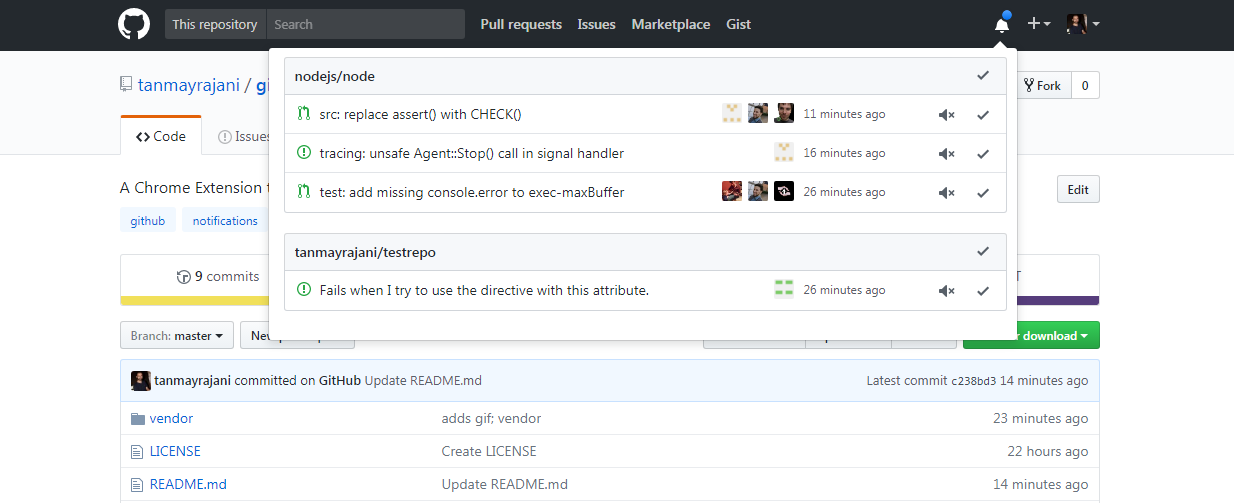 This repository Search Pull requests Issues Marketplace Gist
nodejs/node
tanmayrajani / gi
Fork 0
src: replace assert() with CHECK() 11 minutes ago
Code Issues
tracing: unsafe Agent::Stop() call in signal handler 16 minutes ago
A Chrome Extension
test: add missing console.error to exec-maxBuffer 26 minutes ago
Edit
github notifications
tanmayrajani/testrepo
9 commits
Fails when I try to use the directive with this attribute. 26 minutes ago
Branch: master
download
tanmayrajani committed on GitHub Update README.md Latest commit c238bd3 14 minutes ago
vendor adds gif; vendor 23 minutes ago
LICENSE Create LICENSE 22 hours ago
README.md Update README.md 14 minutes ago